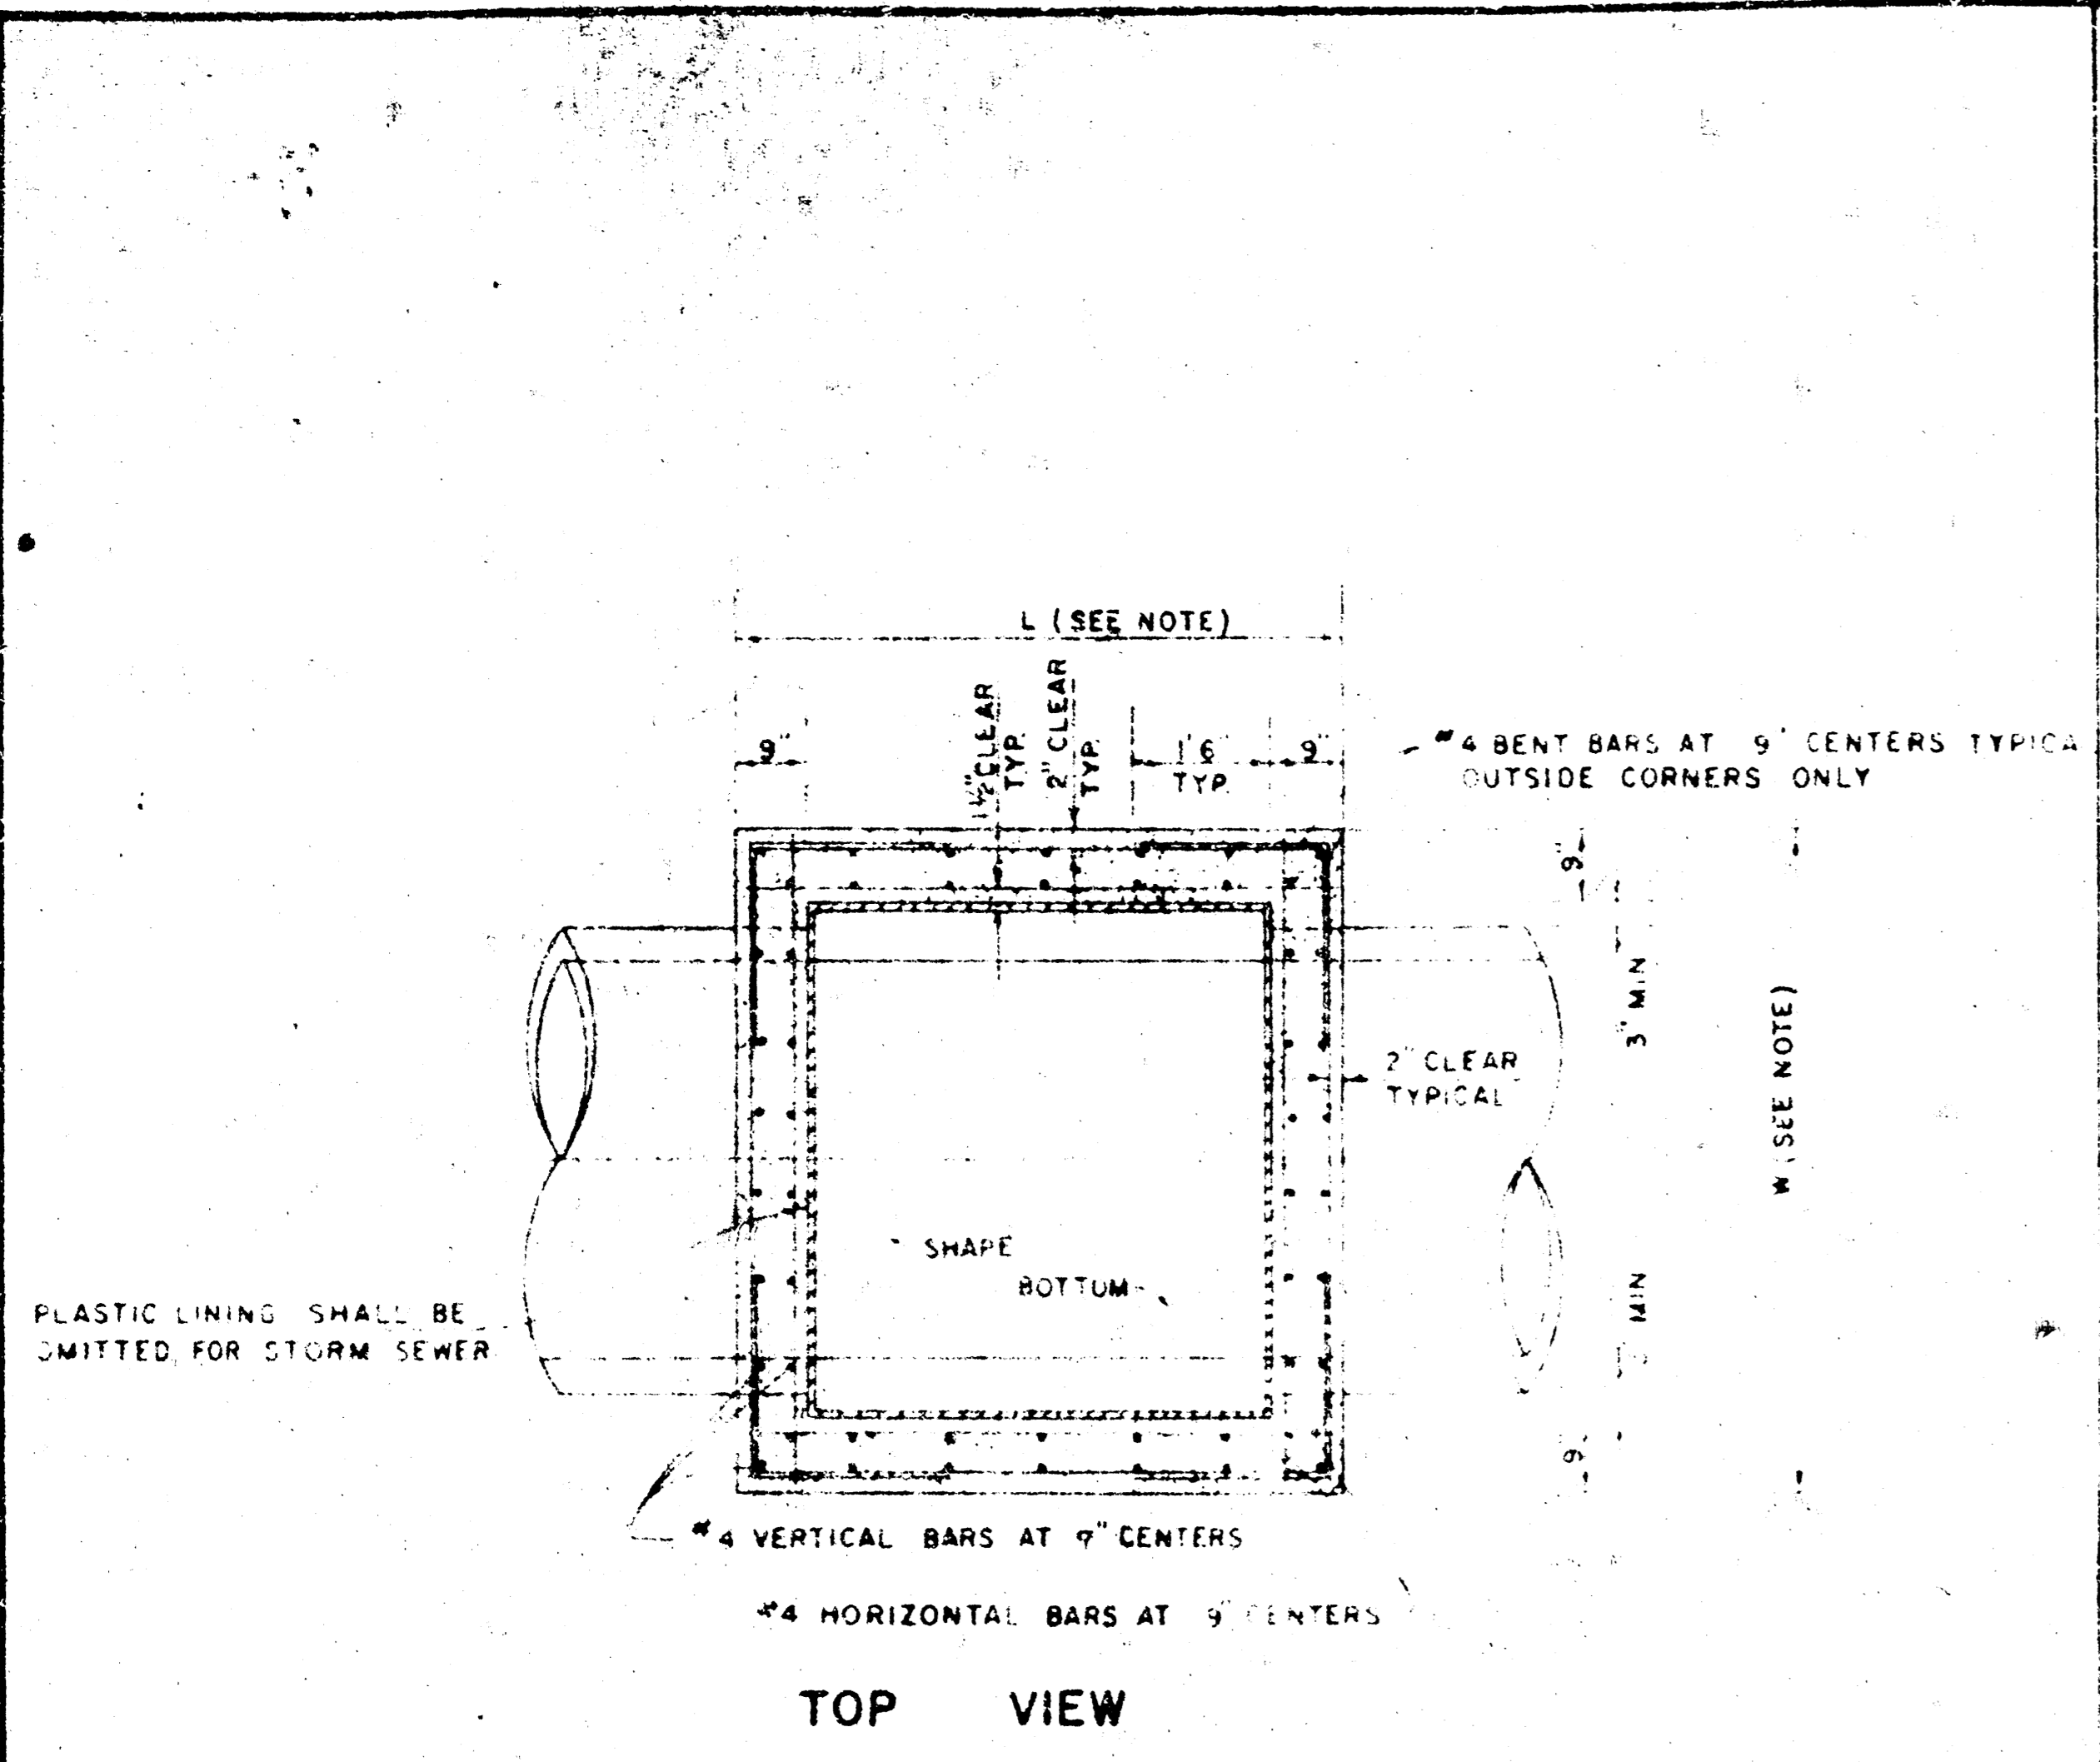 L (SEE NOTE)
9"
1½" CLEAR
TYP.
2" CLEAR
TYP.
1'6"
TYP.
9"
#4 BENT BARS AT 9" CENTERS TYPICA
OUTSIDE CORNERS ONLY
9"
3' MIN
W (SEE NOTE)
2" CLEAR
TYPICAL
SHAPE
BOTTOM
MIN
PLASTIC LINING SHALL BE
OMITTED FOR STORM SEWER
9
#4 VERTICAL BARS AT 9" CENTERS
#4 HORIZONTAL BARS AT 9" CENTERS
TOP VIEW